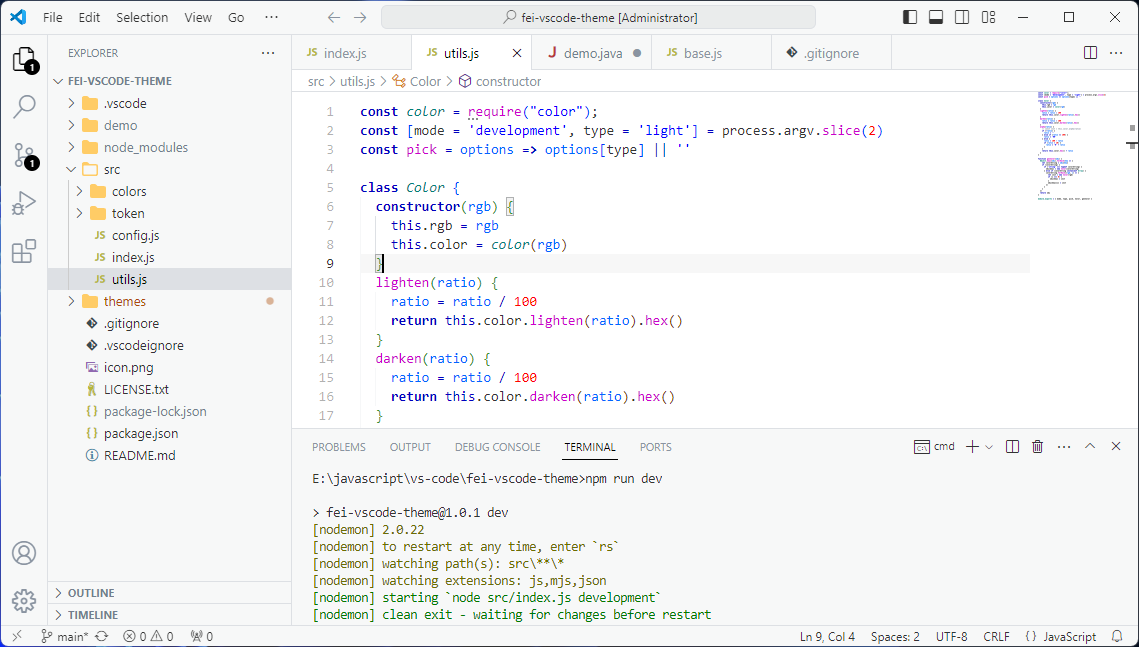 File Edit Selection View Go ··· fei-vscode-theme [Administrator]
EXPLORER ···
FEI-VSCODE-THEME
.vscode
demo
node_modules
src
colors
token
JS config.js
JS index.js
JS utils.js
themes
.gitignore
.vscodeignore
icon.png
LICENSE.txt
{} package-lock.json
{} package.json
README.md
OUTLINE
TIMELINE
1
1
JS index.js JS utils.js J demo.java JS base.js .gitignore
src > utils.js > Color > constructor
1 const color = require("color");
2 const [mode = 'development', type = 'light'] = process.argv.slice(2)
3 const pick = options => options[type] || ''
4
5 class Color {
6 constructor(rgb) {
7 this.rgb = rgb
8 this.color = color(rgb)
9 }
10 lighten(ratio) {
11 ratio = ratio / 100
12 return this.color.lighten(ratio).hex()
13 }
14 darken(ratio) {
15 ratio = ratio / 100
16 return this.color.darken(ratio).hex()
17 }
PROBLEMS OUTPUT DEBUG CONSOLE TERMINAL PORTS cmd
E:\javascript\vs-code\fei-vscode-theme>npm run dev
> fei-vscode-theme@1.0.1 dev
[nodemon] 2.0.22
[nodemon] to restart at any time, enter `rs`
[nodemon] watching path(s): src\**\*
[nodemon] watching extensions: js,mjs,json
[nodemon] starting `node src/index.js development`
[nodemon] clean exit - waiting for changes before restart
main* 0 0 0 Ln 9, Col 4 Spaces: 2 UTF-8 CRLF {} JavaScript